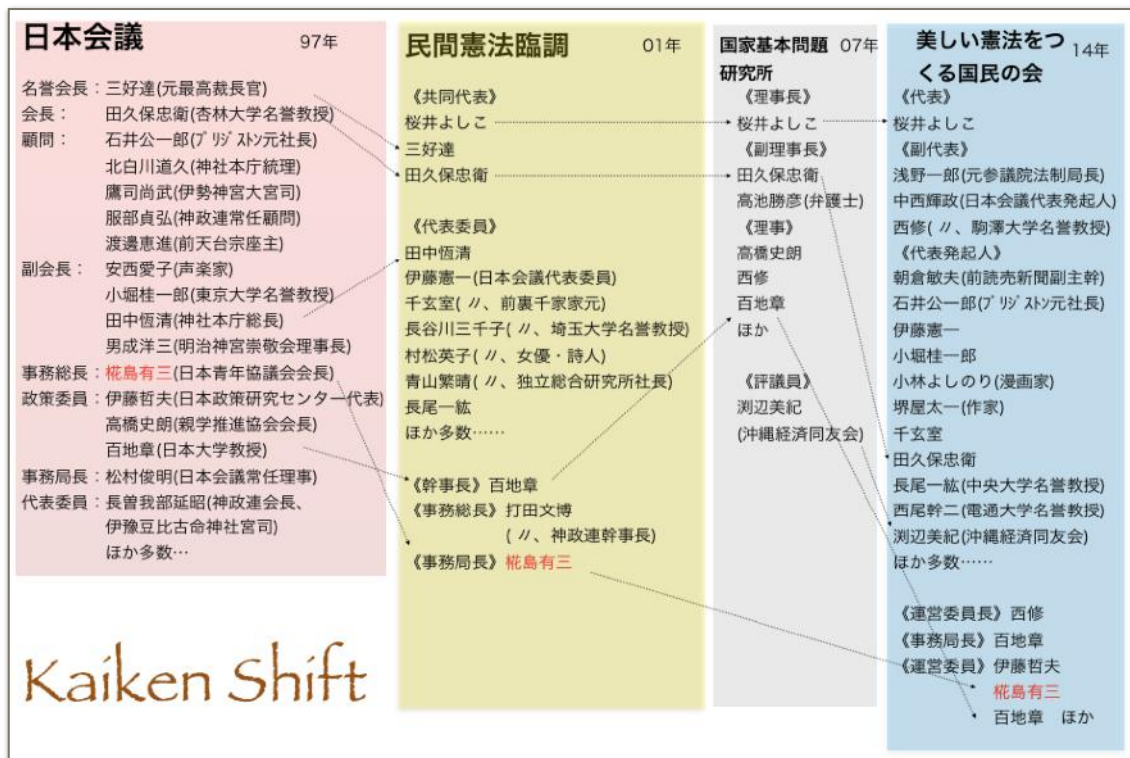 日本会議 97年
名誉会長：三好達(元最高裁長官)
会長： 田久保忠衛(杏林大学名誉教授)
顧問： 石井公一郎(ﾌﾞﾘｼﾞｽﾄﾝ元社長)
北白川道久(神社本庁統理)
鷹司尚武(伊勢神宮大宮司)
服部貞弘(神政連常任顧問)
渡邊恵進(前天台宗座主)
副会長： 安西愛子(声楽家)
小堀桂一郎(東京大学名誉教授)
田中恆清(神社本庁総長)
男成洋三(明治神宮崇敬会理事長)
事務総長：椛島有三(日本青年協議会会長)
政策委員：伊藤哲夫(日本政策研究センター代表)
高橋史朗(親学推進協会会長)
百地章(日本大学教授)
事務局長：松村俊明(日本会議常任理事)
代表委員：長曽我部延昭(神政連会長、
伊豫豆比古命神社宮司)
ほか多数…
Kaiken Shift
民間憲法臨調 01年
《共同代表》
桜井よしこ
三好達
田久保忠衛
《代表委員》
田中恆清
伊藤憲一(日本会議代表委員)
千玄室(〃、前裏千家家元)
長谷川三千子(〃、埼玉大学名誉教授)
村松英子(〃、女優・詩人)
青山繁晴(〃、独立総合研究所社長)
長尾一紘
ほか多数……
《幹事長》百地章
《事務総長》打田文博
(〃、神政連幹事長)
《事務局長》椛島有三
国家基本問題 07年
研究所
《理事長》
桜井よしこ
《副理事長》
田久保忠衛
高池勝彦(弁護士)
《理事》
高橋史朗
西修
百地章
ほか
《評議員》
渕辺美紀
(沖縄経済同友会)
美しい憲法をつ
くる国民の会 14年
《代表》
桜井よしこ
《副代表》
浅野一郎(元参議院法制局長)
中西輝政(日本会議代表発起人)
西修(〃、駒澤大学名誉教授)
《代表発起人》
朝倉敏夫(前読売新聞副主幹)
石井公一郎(ﾌﾞﾘｼﾞｽﾄﾝ元社長)
伊藤憲一
小堀桂一郎
小林よしのり(漫画家)
堺屋太一(作家)
千玄室
田久保忠衛
長尾一紘(中央大学名誉教授)
西尾幹二(電通大学名誉教授)
渕辺美紀(沖縄経済同友会)
ほか多数……
《運営委員長》西修
《事務局長》百地章
《運営委員》伊藤哲夫
椛島有三
百地章 ほか